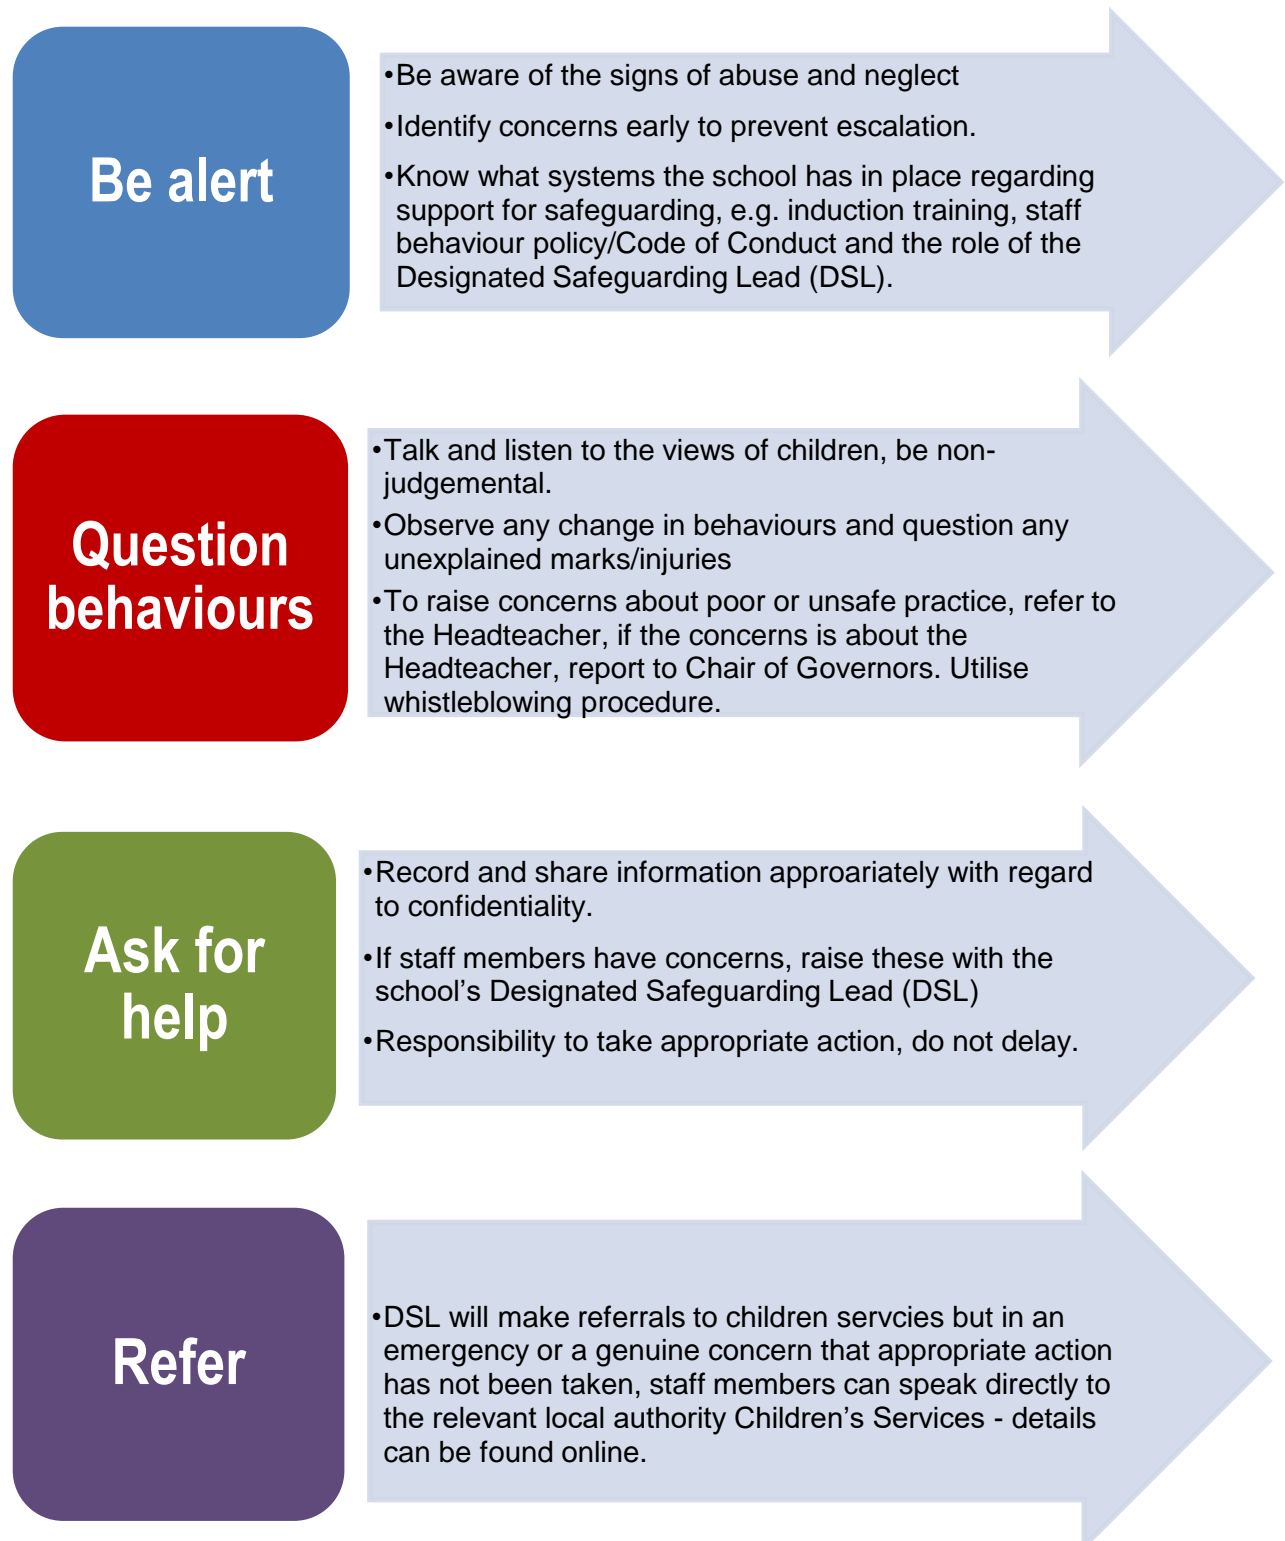 Be alert
•Be aware of the signs of abuse and neglect
•Identify concerns early to prevent escalation.
•Know what systems the school has in place regarding
support for safeguarding, e.g. induction training, staff
behaviour policy/Code of Conduct and the role of the
Designated Safeguarding Lead (DSL).
Question
behaviours
•Talk and listen to the views of children, be non-
judgemental.
•Observe any change in behaviours and question any
unexplained marks/injuries
•To raise concerns about poor or unsafe practice, refer to
the Headteacher, if the concerns is about the
Headteacher, report to Chair of Governors. Utilise
whistleblowing procedure.
Ask for
help
•Record and share information approariately with regard
to confidentiality.
•If staff members have concerns, raise these with the
school’s Designated Safeguarding Lead (DSL)
•Responsibility to take appropriate action, do not delay.
Refer
•DSL will make referrals to children servcies but in an
emergency or a genuine concern that appropriate action
has not been taken, staff members can speak directly to
the relevant local authority Children’s Services - details
can be found online.